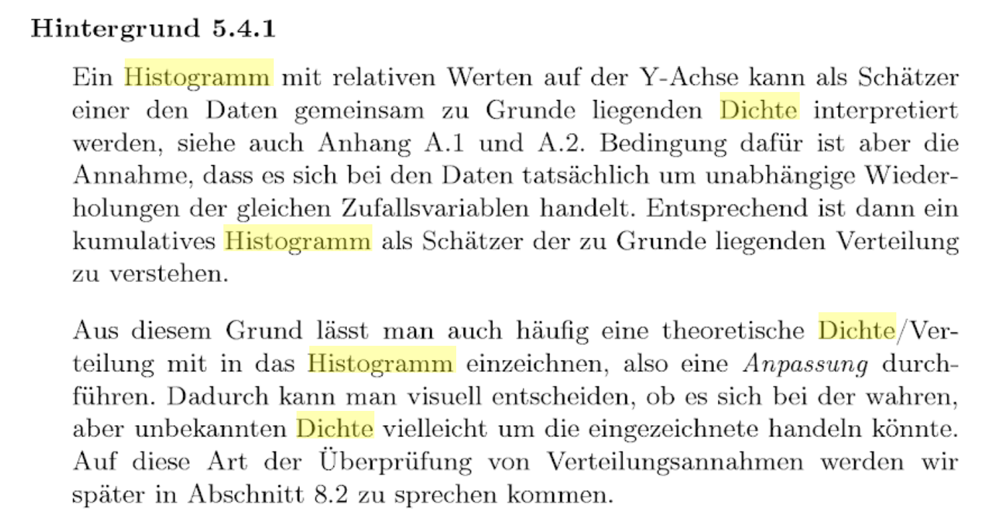 Hintergrund 5.4.1
Ein Histogramm mit relativen Werten auf der Y-Achse kann als Schätzer
einer den Daten gemeinsam zu Grunde liegenden Dichte interpretiert
werden, siehe auch Anhang A.1 und A.2. Bedingung dafür ist aber die
Annahme, dass es sich bei den Daten tatsächlich um unabhängige Wieder-
holungen der gleichen Zufallsvariablen handelt. Entsprechend ist dann ein
kumulatives Histogramm als Schätzer der zu Grunde liegenden Verteilung
zu verstehen.
Aus diesem Grund lässt man auch häufig eine theoretische Dichte/Ver-
teilung mit in das Histogramm einzeichnen, also eine Anpassung durch-
führen. Dadurch kann man visuell entscheiden, ob es sich bei der wahren,
aber unbekannten Dichte vielleicht um die eingezeichnete handeln könnte.
Auf diese Art der Überprüfung von Verteilungsannahmen werden wir
später in Abschnitt 8.2 zu sprechen kommen.